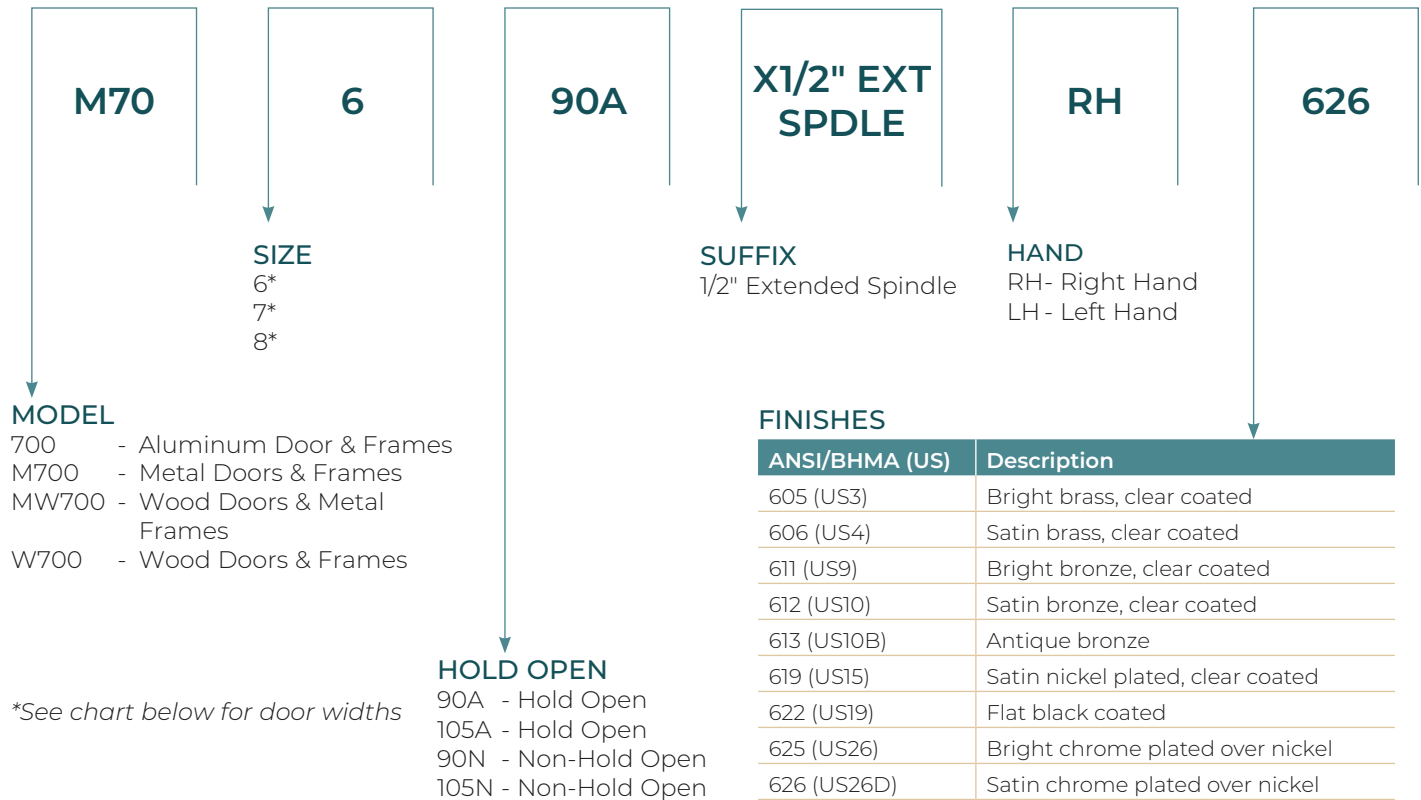 M70
6
90A
X1/2" EXT
SPDLE
RH
626
SIZE
6*
7*
8*
SUFFIX
1/2" Extended Spindle
HAND
RH- Right Hand
LH - Left Hand
MODEL
700 - Aluminum Door & Frames
M700 - Metal Doors & Frames
MW700 - Wood Doors & Metal
Frames
W700 - Wood Doors & Frames
*See chart below for door widths
HOLD OPEN
90A - Hold Open
105A - Hold Open
90N - Non-Hold Open
105N - Non-Hold Open
FINISHES
ANSI/BHMA (US) Description
605 (US3) Bright brass, clear coated
606 (US4) Satin brass, clear coated
611 (US9) Bright bronze, clear coated
612 (US10) Satin bronze, clear coated
613 (US10B) Antique bronze
619 (US15) Satin nickel plated, clear coated
622 (US19) Flat black coated
625 (US26) Bright chrome plated over nickel
626 (US26D) Satin chrome plated over nickel